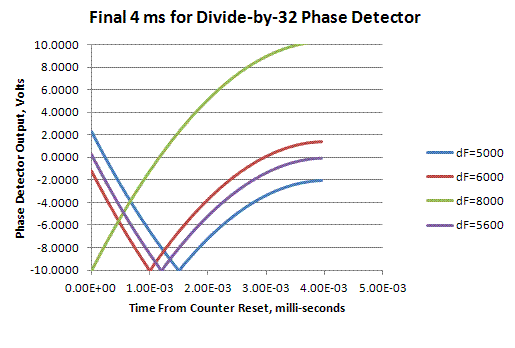 Final 4 ms for Divide-by-32 Phase Detector
Phase Detector Output, Volts
10.0000
8.0000
6.0000
4.0000
2.0000
0.0000
-2.0000
-4.0000
-6.0000
-8.0000
-10.0000
0.00E+00 1.00E-03 2.00E-03 3.00E-03 4.00E-03 5.00E-03
Time From Counter Reset, milli-seconds
dF=5000
dF=6000
dF=8000
dF=5600